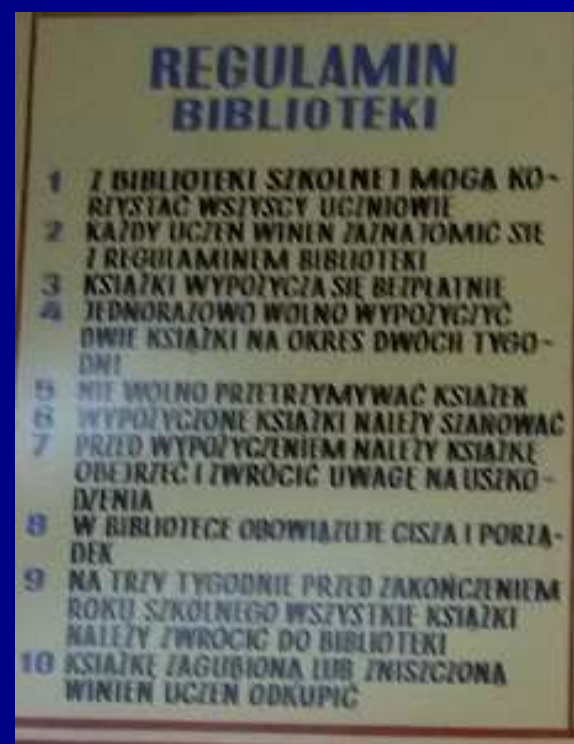 REGULAMIN
BIBLIOTEKI
1 Z BIBLIOTEKI SZKOLNEJ MOGĄ KO-
RZYSTAĆ WSZYSCY UCZNIOWIE
2 KAŻDY UCZEŃ WINEN ZAZNAJOMIĆ SIĘ
Z REGULAMINEM BIBLIOTEKI
3 KSIĄŻKI WYPOŻYCZA SIĘ BEZPŁATNIE
4 JEDNORAZOWO WOLNO WYPOŻYCZYĆ
DWIE KSIĄŻKI NA OKRES DWÓCH TYGO-
DNI
5 NIE WOLNO PRZETRZYMYWAĆ KSIĄŻEK
6 WYPOŻYCZONE KSIĄŻKI NALEŻY SZANOWAĆ
7 PRZED WYPOŻYCZENIEM NALEŻY KSIĄŻKĘ
OBEJRZEĆ I ZWRÓCIĆ UWAGĘ NA USZKO-
DZENIA
8 W BIBLIOTECE OBOWIĄZUJE CISZA I PORZĄ-
DEK
9 NA TRZY TYGODNIE PRZED ZAKOŃCZENIEM
ROKU SZKOLNEGO WSZYSTKIE KSIĄŻKI
NALEŻY ZWRÓCIĆ DO BIBLIOTEKI
10 KSIĄŻKĘ ZAGUBIONĄ LUB ZNISZCZONĄ
WINIEN UCZEŃ ODKUPIĆ